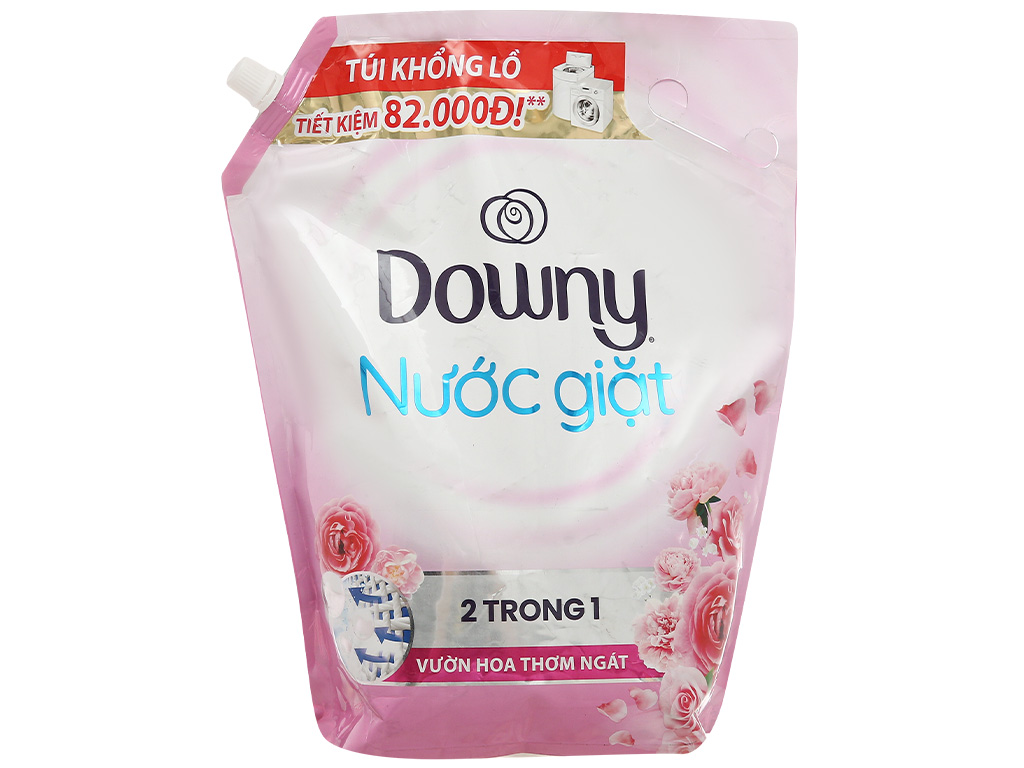 TÚI KHỔNG LỒ
TIẾT KIỆM 82.000Đ!**
Downy®
Nước giặt
2 TRONG 1
VƯỜN HOA THƠM NGÁT